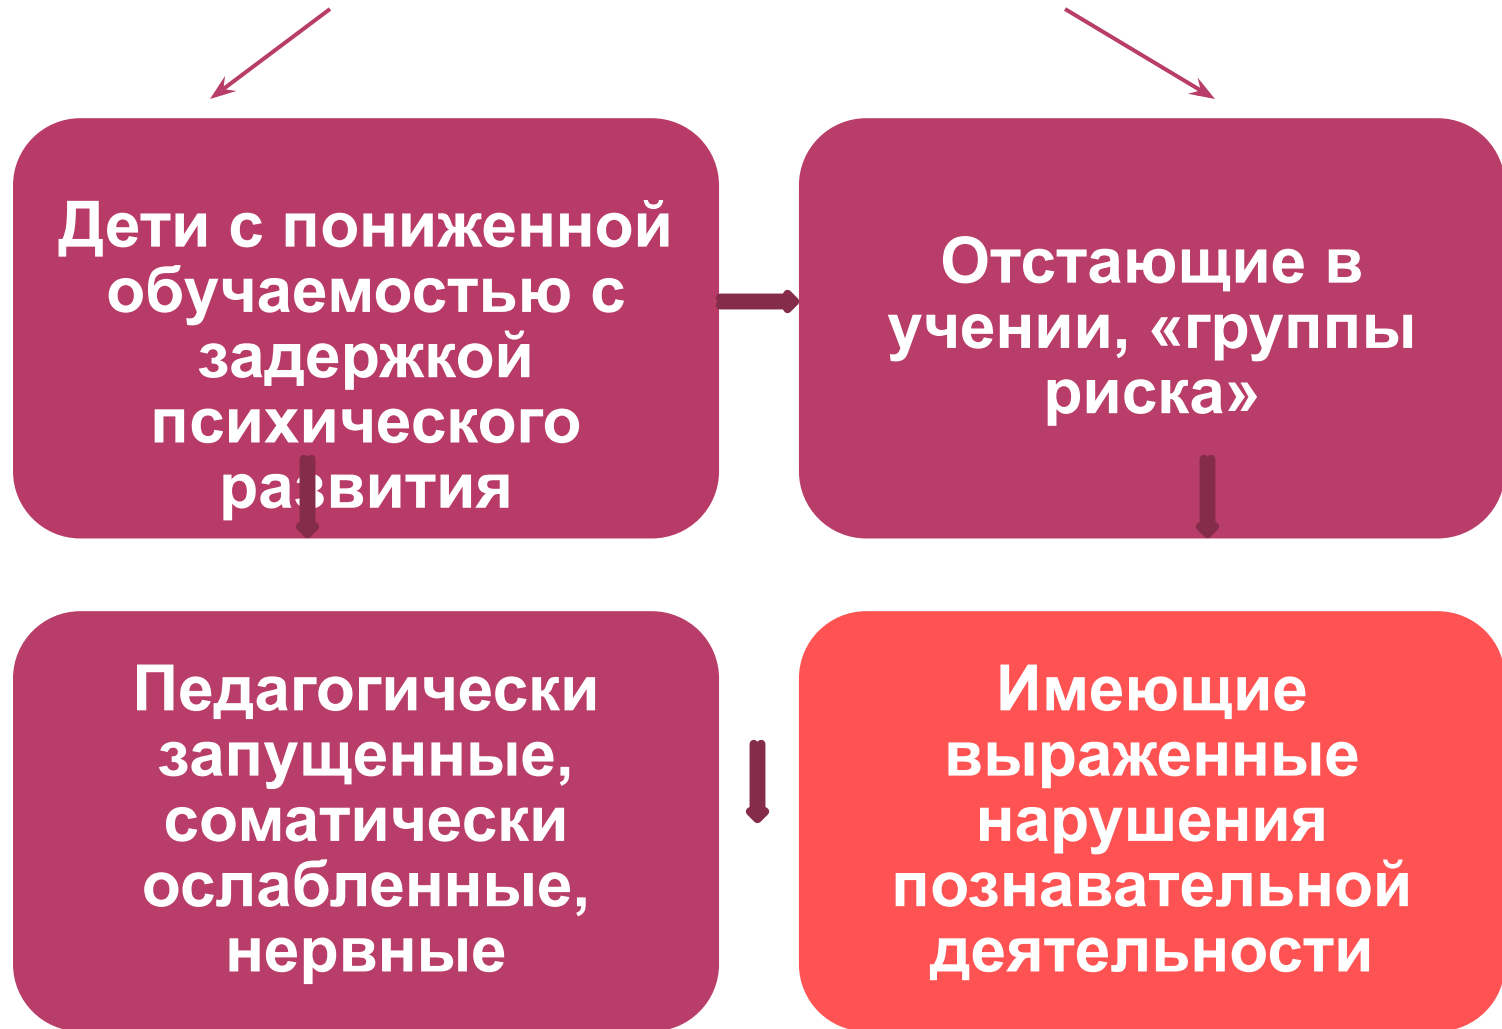 Дети с пониженной
обучаемостью с
задержкой
психического
развития
Отстающие в
учении, «группы
риска»
Педагогически
запущенные,
соматически
ослабленные,
нервные
Имеющие
выраженные
нарушения
познавательной
деятельности